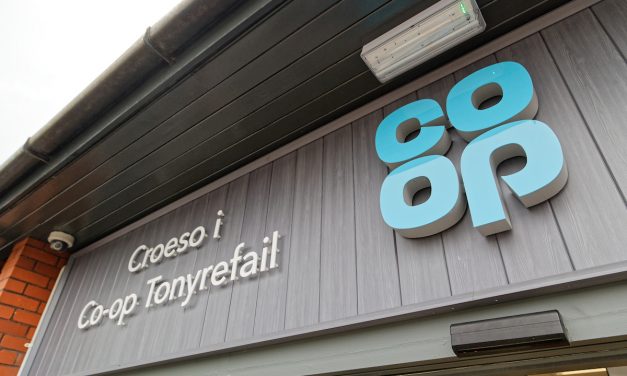 Croeso i
Co-op Tonyrefail
co
op